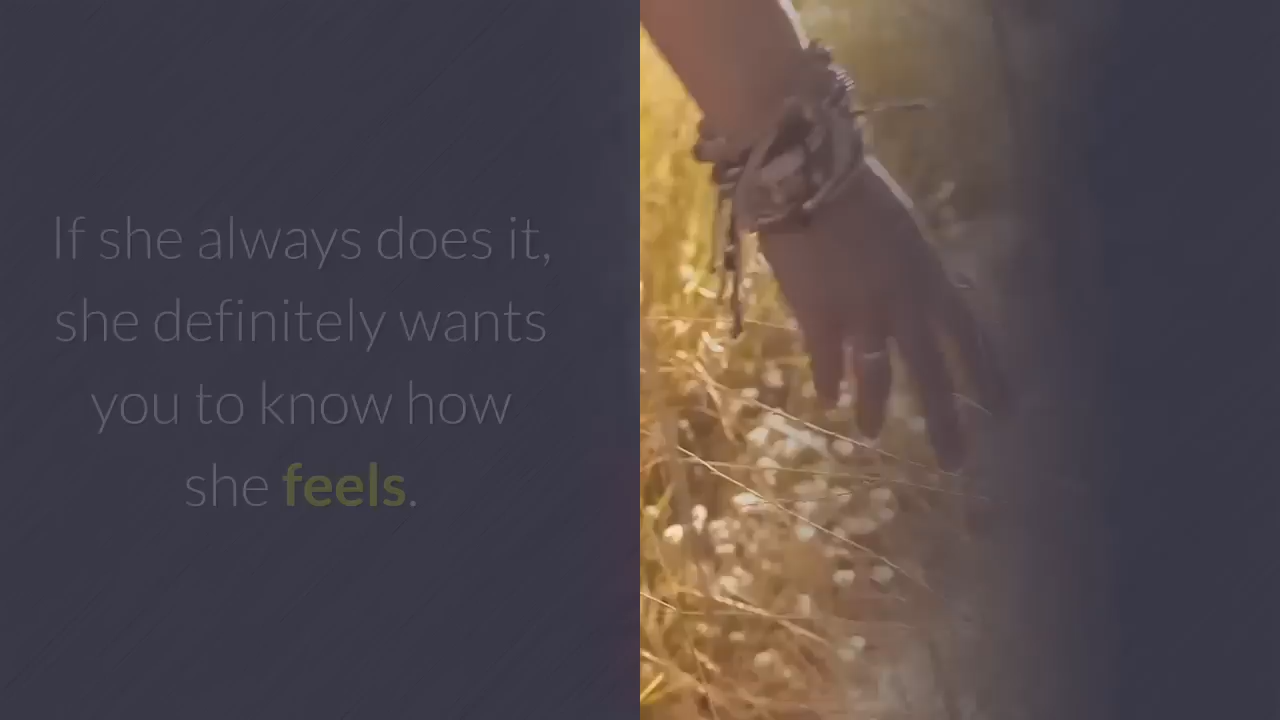 If she always does it,
she definitely wants
you to know how
she feels.